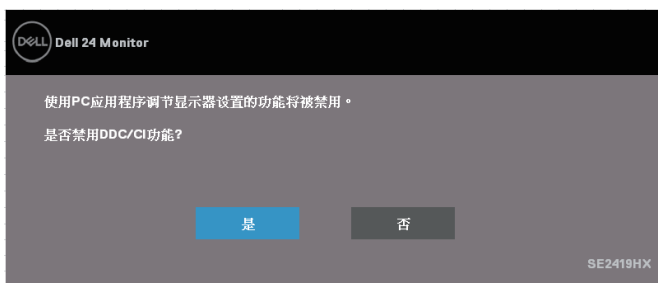 DELL
Dell 24 Monitor
使用PC应用程序调节显示器设置的功能将被禁用。
是否禁用DDC/CI功能?
是 否
SE2419HX